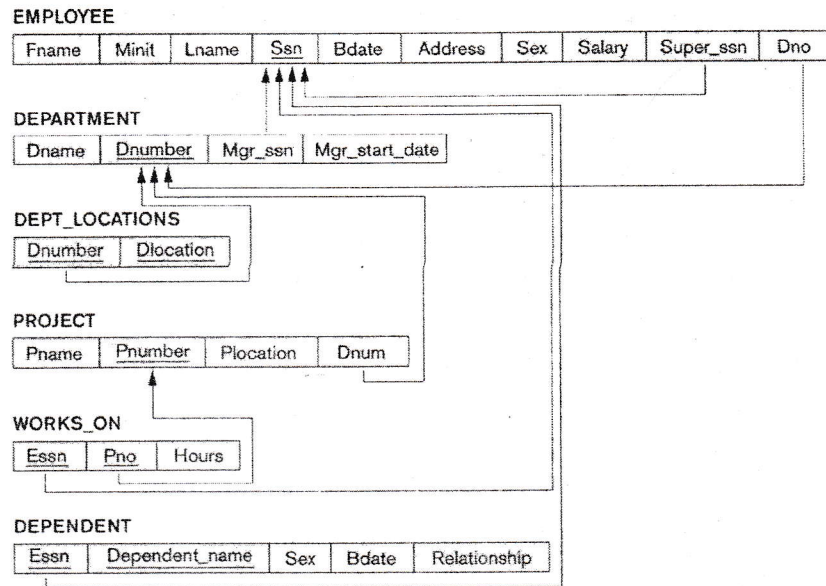 EMPLOYEE
Fname Minit Lname Ssn Bdate Address Sex Salary Super_ssn Dno
DEPARTMENT
Dname Dnumber Mgr_ssn Mgr_start_date
DEPT_LOCATIONS
Dnumber Dlocation
PROJECT
Pname Pnumber Plocation Dnum
WORKS_ON
Essn Pno Hours
DEPENDENT
Essn Dependent_name Sex Bdate Relationship